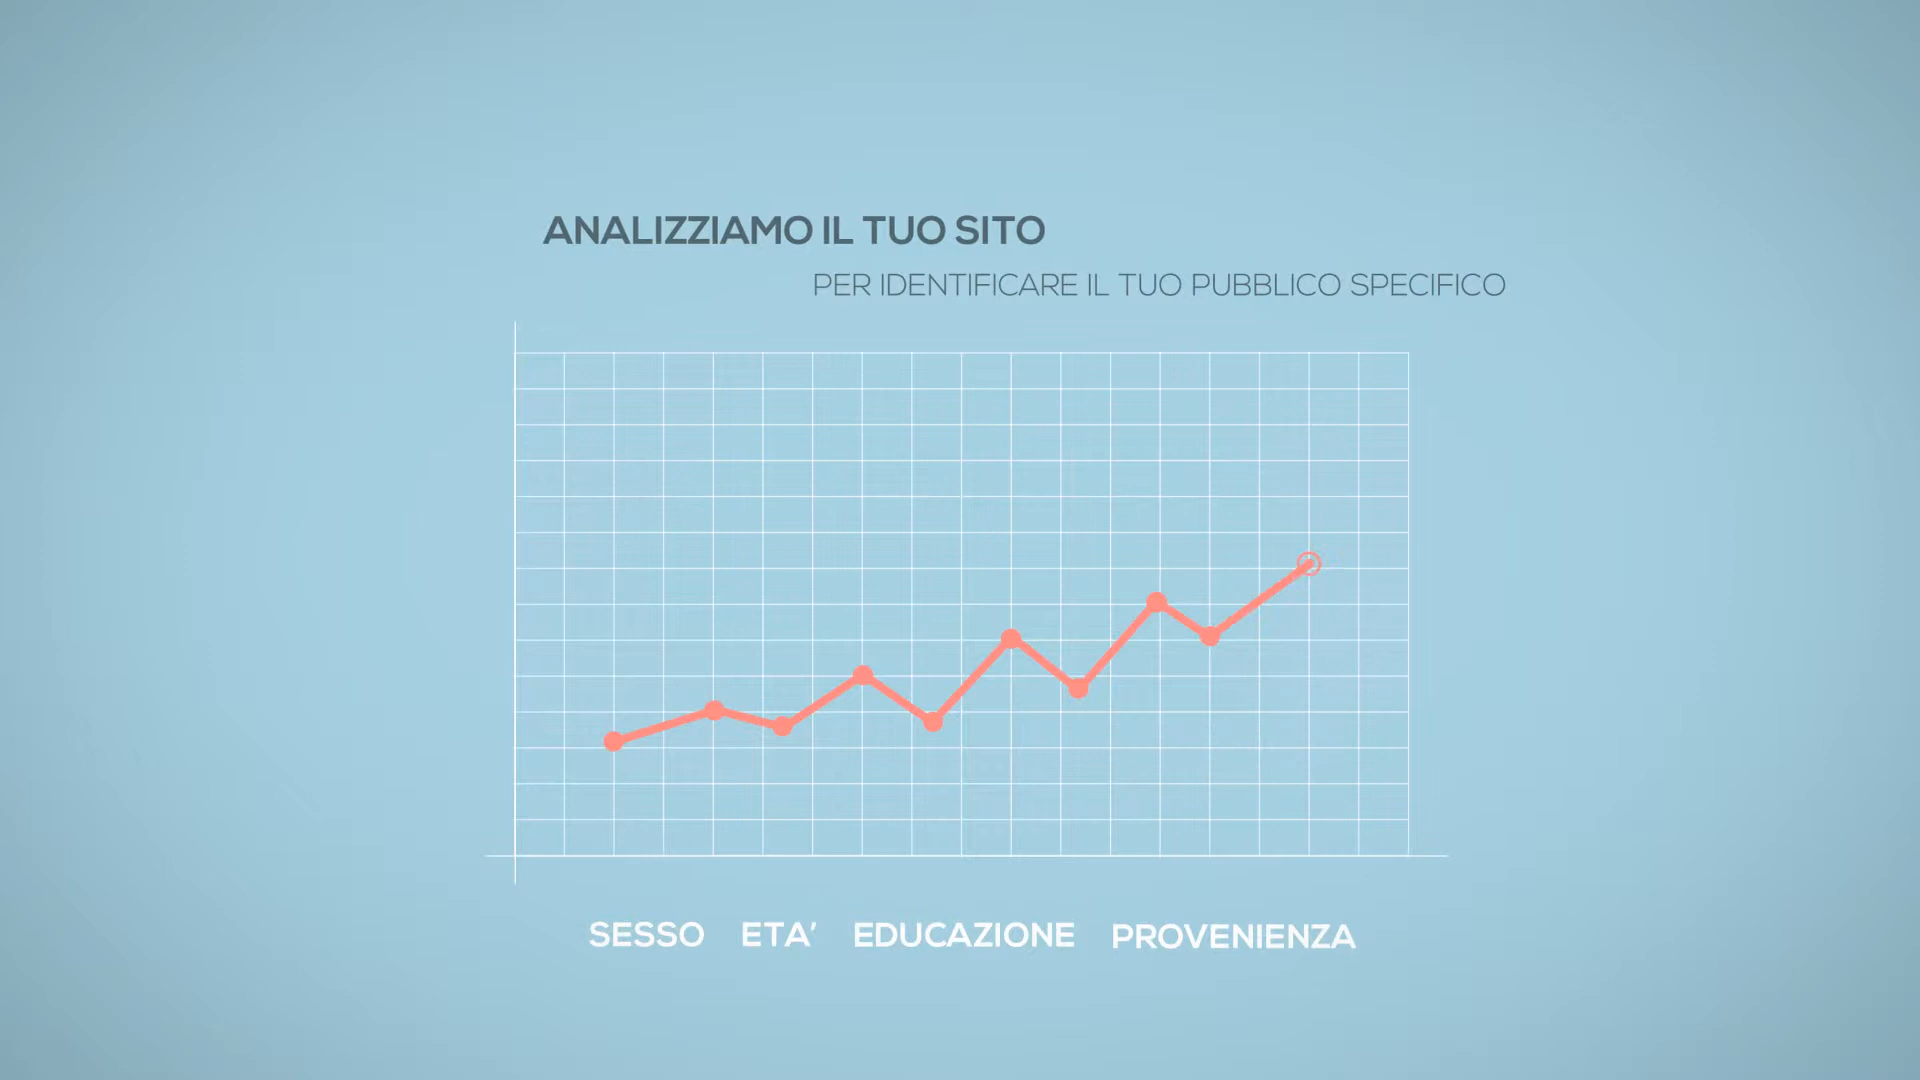 ANALIZZIAMO IL TUO SITO
PER IDENTIFICARE IL TUO PUBBLICO SPECIFICO
SESSO ETA' EDUCAZIONE PROVENIENZA